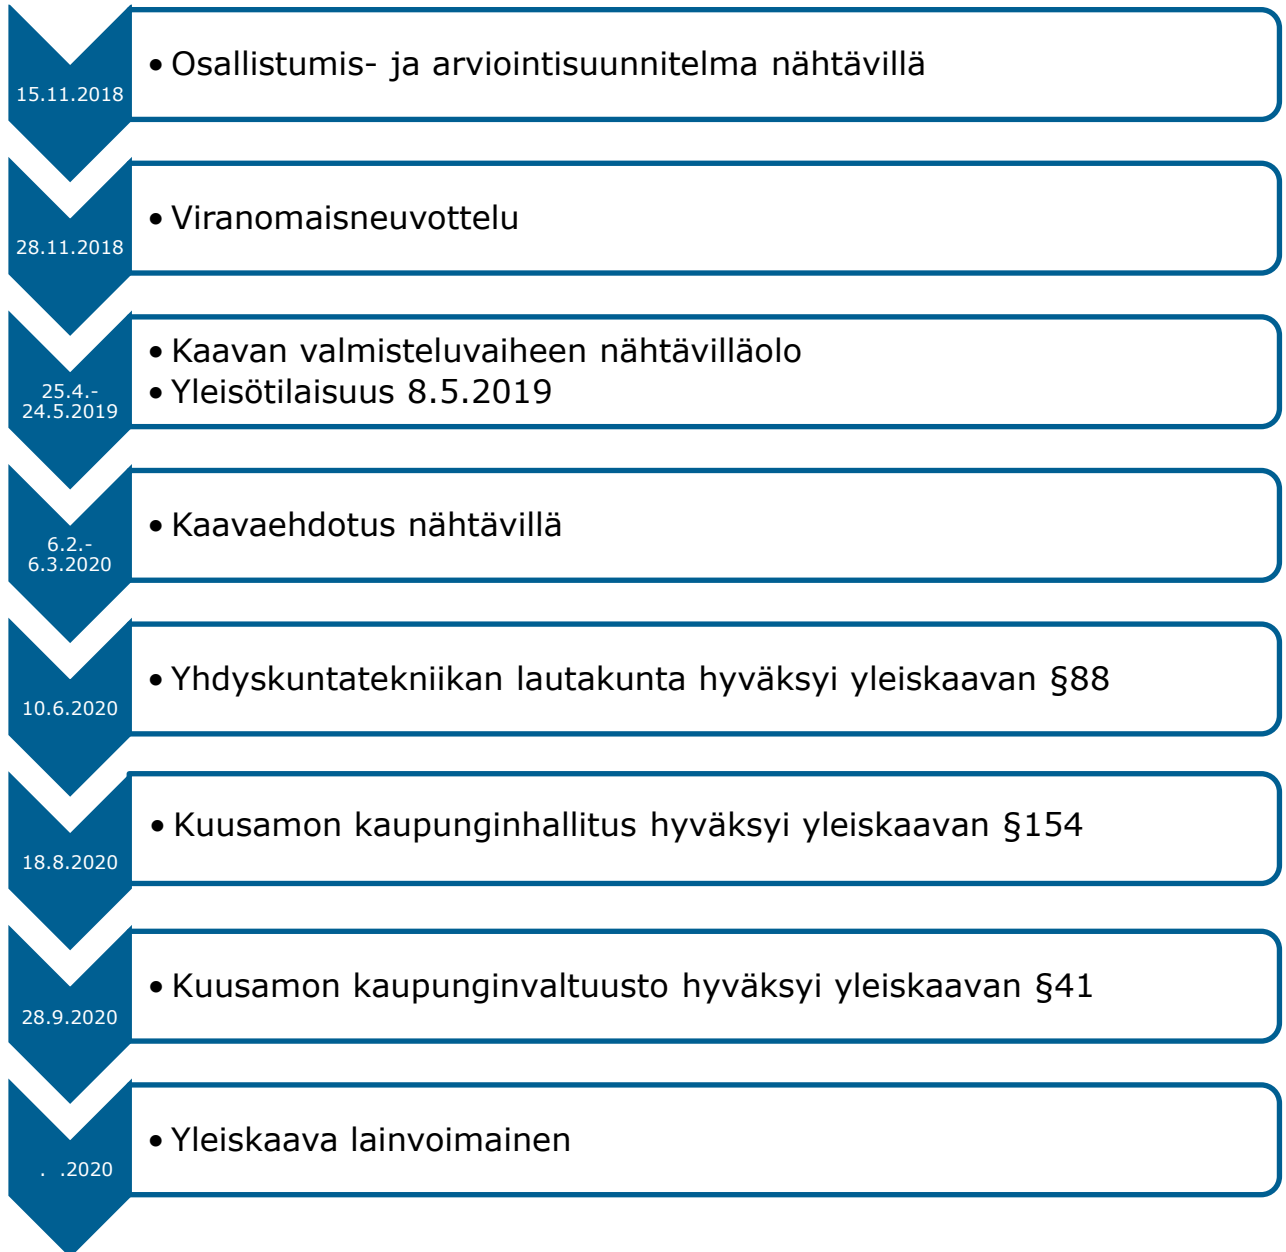 15.11.2018
• Osallistumis- ja arviointisuunnitelma nähtävillä
28.11.2018
• Viranomaisneuvottelu
25.4.-
24.5.2019
• Kaavan valmisteluvaiheen nähtävilläolo
• Yleisötilaisuus 8.5.2019
6.2.-
6.3.2020
• Kaavaehdotus nähtävillä
10.6.2020
• Yhdyskuntatekniikan lautakunta hyväksyi yleiskaavan §88
18.8.2020
• Kuusamon kaupunginhallitus hyväksyi yleiskaavan §154
28.9.2020
• Kuusamon kaupunginvaltuusto hyväksyi yleiskaavan §41
. .2020
• Yleiskaava lainvoimainen